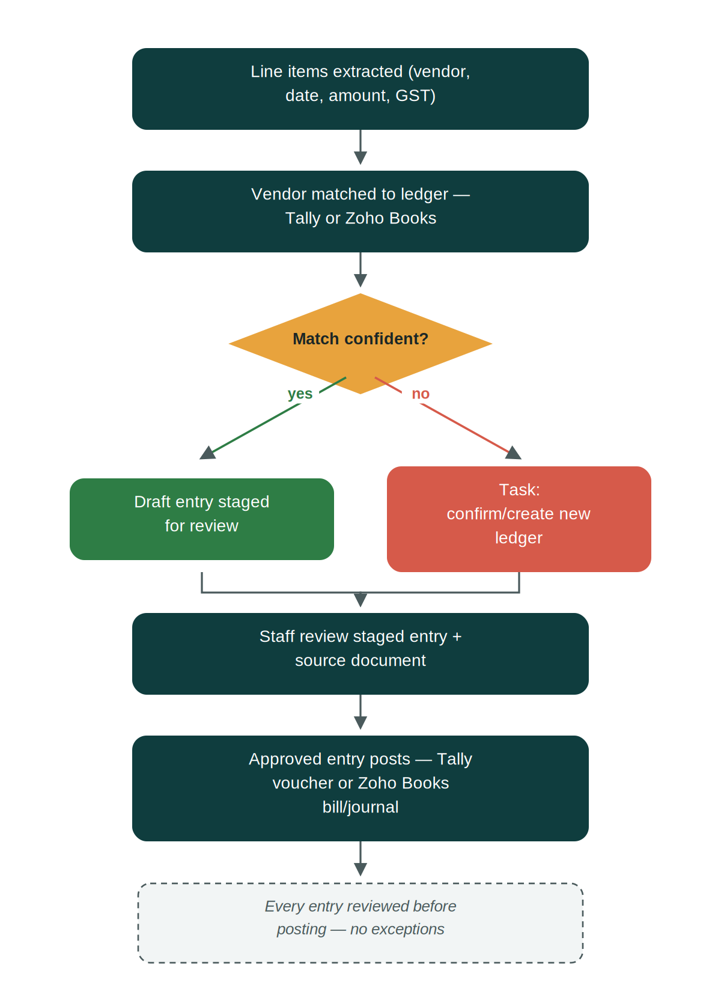 Line items extracted (vendor,
date, amount, GST)
Vendor matched to ledger —
Tally or Zoho Books
Match confident?
yes
no
Draft entry staged
for review
Task:
confirm/create new
ledger
Staff review staged entry +
source document
Approved entry posts — Tally
voucher or Zoho Books
bill/journal
Every entry reviewed before
posting — no exceptions